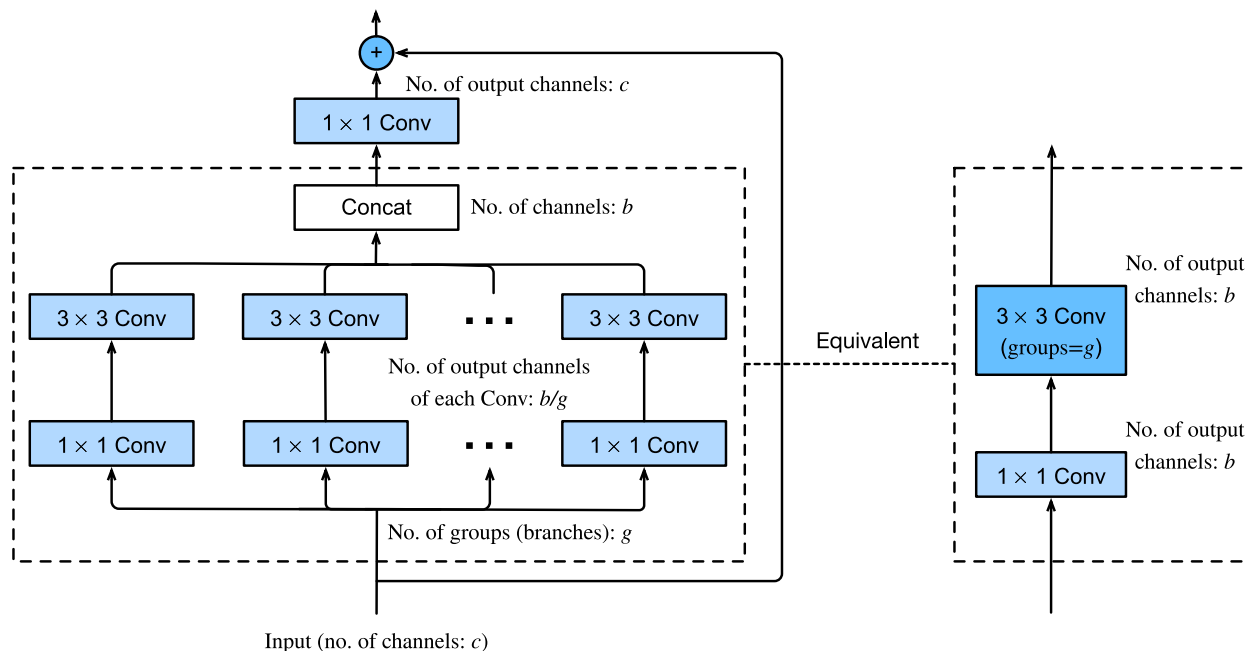 +
No. of output channels: c
1 × 1 Conv
Concat
No. of channels: b
3 × 3 Conv
3 × 3 Conv
3 × 3 Conv
No. of output channels
of each Conv: b/g
1 × 1 Conv
1 × 1 Conv
1 × 1 Conv
No. of groups (branches): g
Input (no. of channels: c)
Equivalent
No. of output
channels: b
3 × 3 Conv
(groups=g)
No. of output
channels: b
1 × 1 Conv